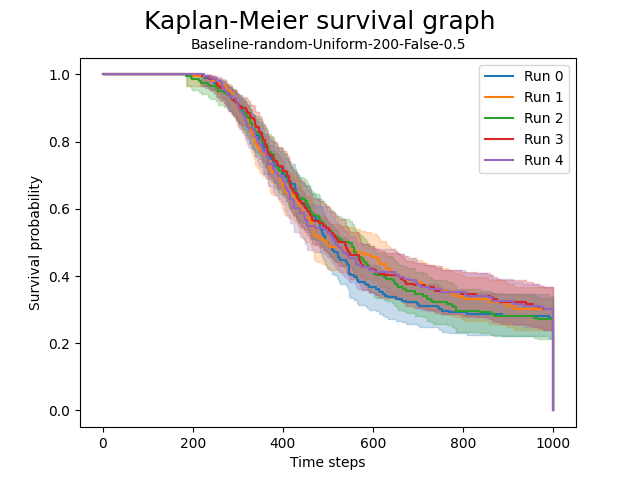 Kaplan-Meier survival graph
Baseline-random-Uniform-200-False-0.5
Survival probability
1.0
0.8
0.6
0.4
0.2
0.0
Run 0
Run 1
Run 2
Run 3
Run 4
0 200 400 600 800 1000
Time steps